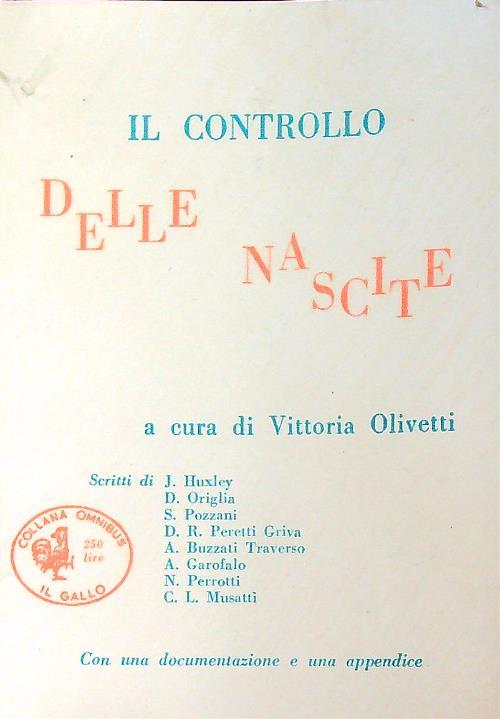 IL CONTROLLO
DELLE
NASCITE
a cura di Vittoria Olivetti
Scritti di J. Huxley
D. Origlia
S. Pozzani
D. R. Peretti Griva
A. Buzzati Traverso
A. Garofalo
N. Perrotti
C. L. Musatti
COLLANA OMNIBUS
250
lire
IL GALLO
Con una documentazione e una appendice